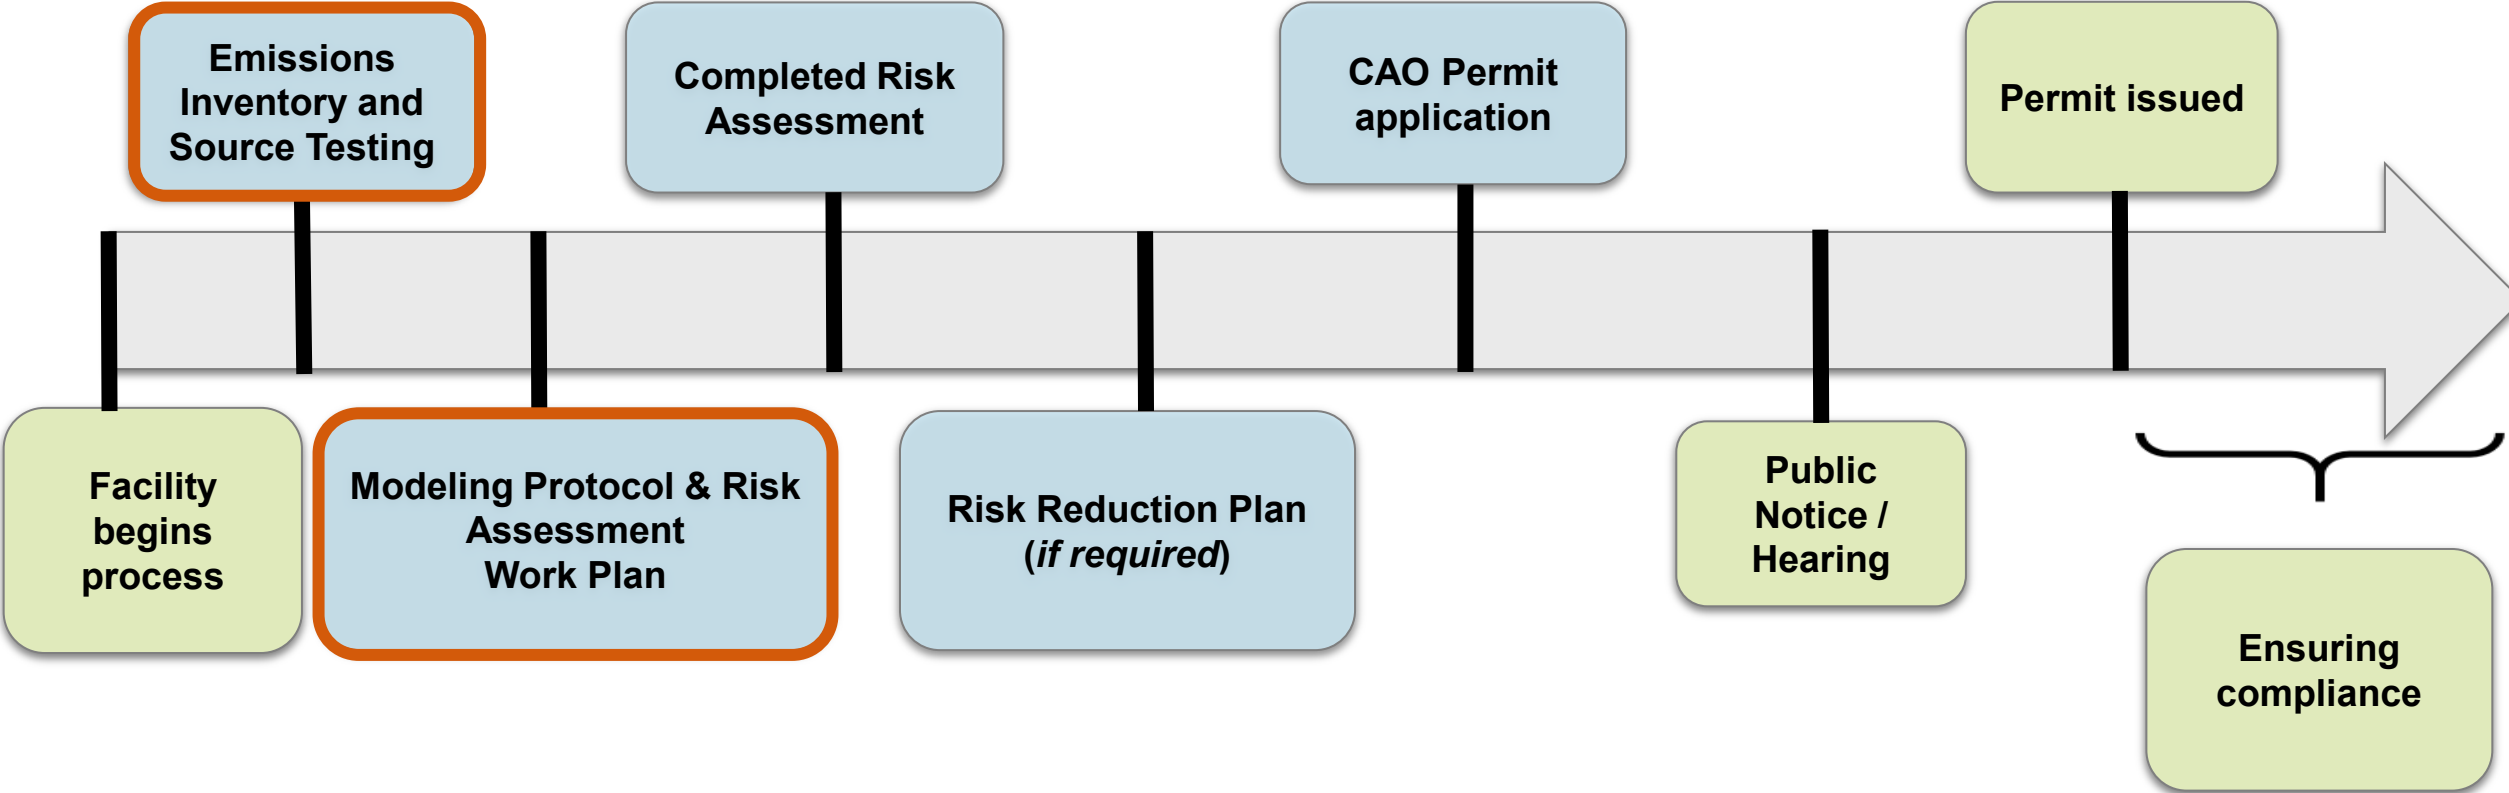 Emissions
Inventory and
Source Testing
Completed Risk
Assessment
CAO Permit
application
Permit issued
Facility
begins
process
Modeling Protocol & Risk
Assessment
Work Plan
Risk Reduction Plan
(if required)
Public
Notice /
Hearing
Ensuring
compliance